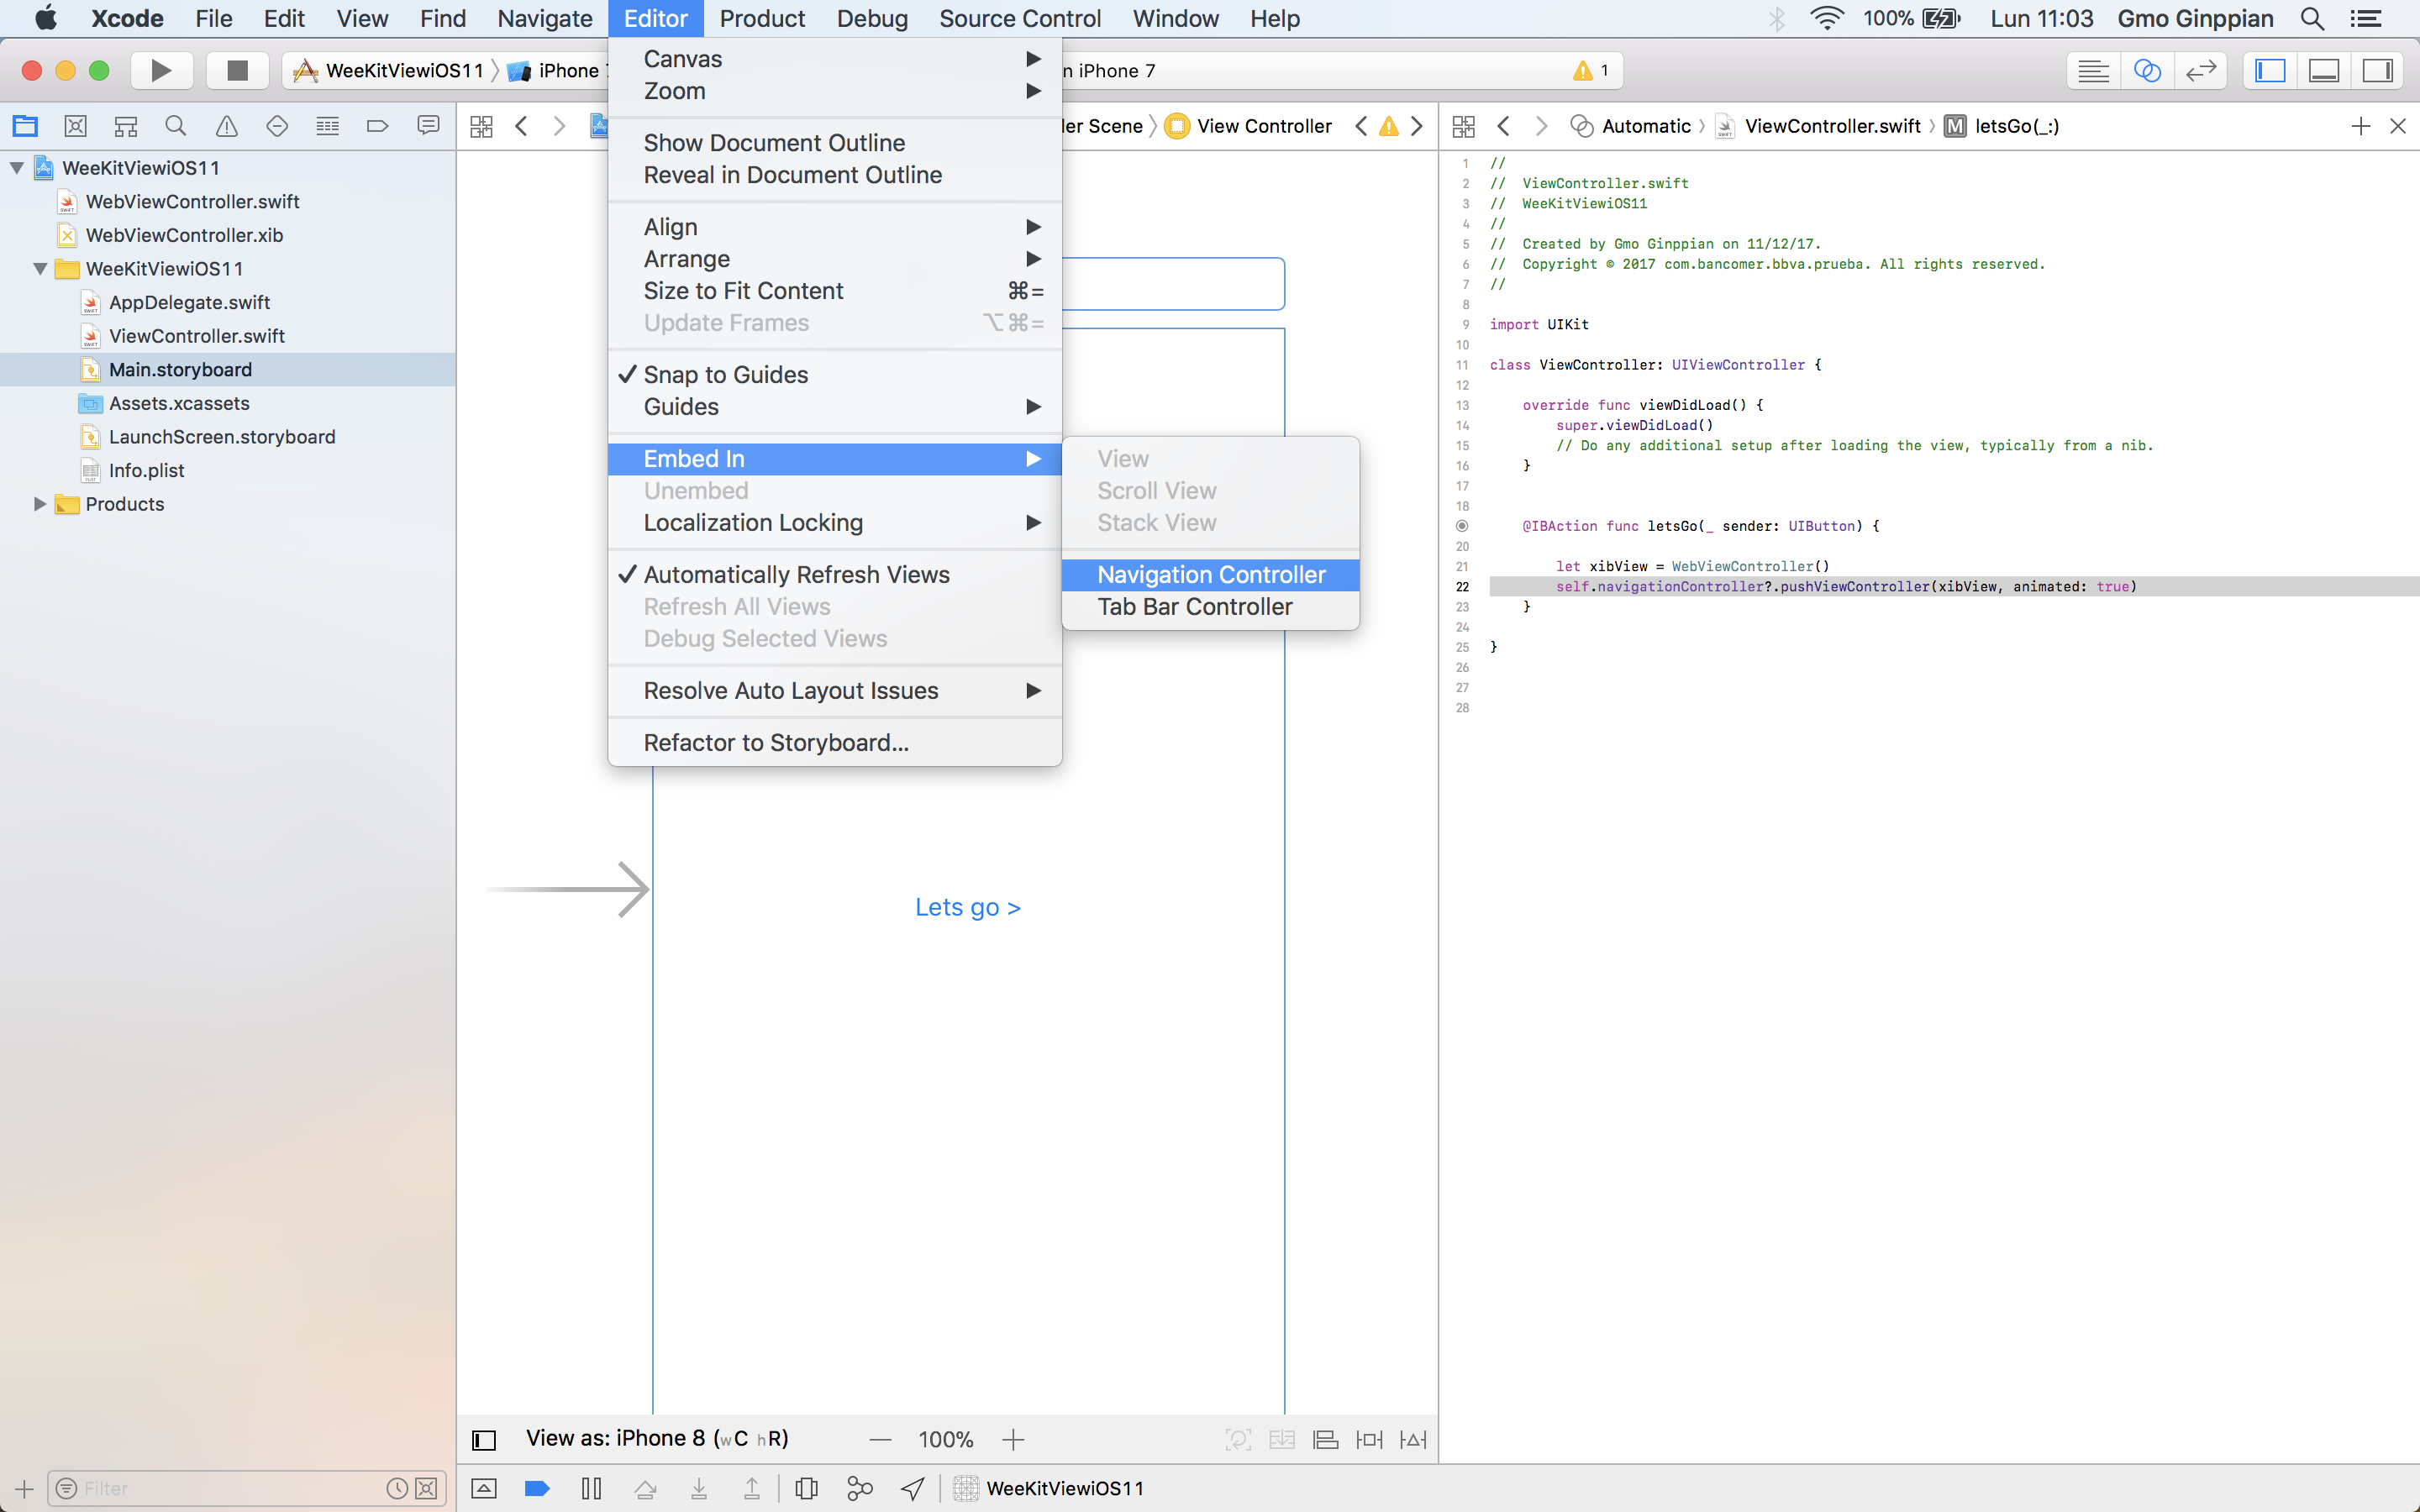 Xcode File Edit View Find Navigate Editor Product Debug Source Control Window Help 100% Lun 11:03 Gmo Ginppian
WeeKitViewiOS11 iPhone 7 n iPhone 7 1
ler Scene View Controller
Automatic ViewController.swift M letsGo(_:)
WeeKitViewiOS11
WebViewController.swift
WebViewController.xib
WeeKitViewiOS11
AppDelegate.swift
ViewController.swift
Main.storyboard
Assets.xcassets
LaunchScreen.storyboard
Info.plist
Products
Filter
Canvas
Zoom
Show Document Outline
Reveal in Document Outline
Align
Arrange
Size to Fit Content ⌘=
Update Frames ⌥⌘=
Snap to Guides
Guides
Embed In
Unembed
Localization Locking
Automatically Refresh Views
Refresh All Views
Debug Selected Views
Resolve Auto Layout Issues
Refactor to Storyboard...
View
Scroll View
Stack View
Navigation Controller
Tab Bar Controller
Lets go >
View as: iPhone 8 (wC hR) — 100% +
WeeKitViewiOS11
1 //
2 //  ViewController.swift
3 //  WeeKitViewiOS11
4 //
5 //  Created by Gmo Ginppian on 11/12/17.
6 //  Copyright © 2017 com.bancomer.bbva.prueba. All rights reserved.
7 //
8
9 import UIKit
10
11 class ViewController: UIViewController {
12
13     override func viewDidLoad() {
14         super.viewDidLoad()
15         // Do any additional setup after loading the view, typically from a nib.
16     }
17
18
@IBAction func letsGo(_ sender: UIButton) {
20
21         let xibView = WebViewController()
22         self.navigationController?.pushViewController(xibView, animated: true)
23     }
24
25 }
26
27
28